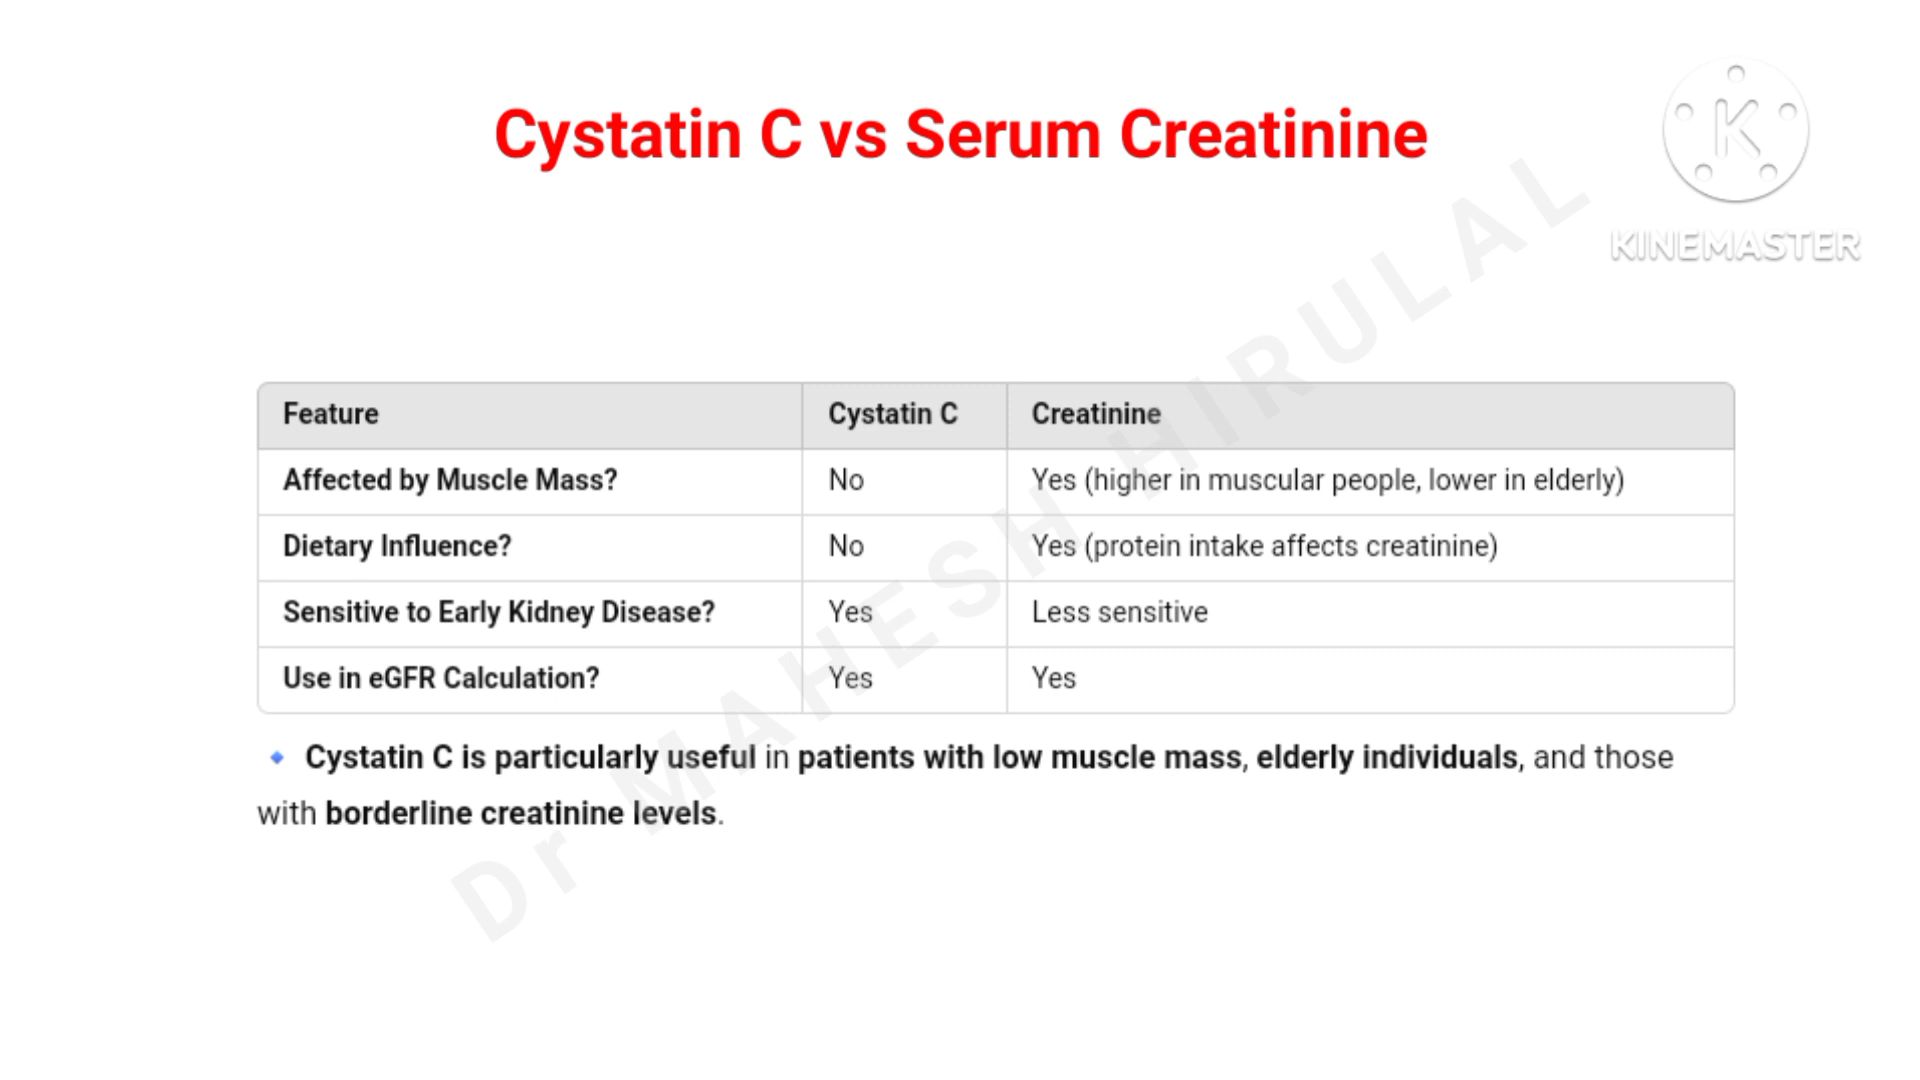 Cystatin C vs Serum Creatinine
KINEMASTER
Feature Cystatin C Creatinine
Affected by Muscle Mass? No Yes (higher in muscular people, lower in elderly)
Dietary Influence? No Yes (protein intake affects creatinine)
Sensitive to Early Kidney Disease? Yes Less sensitive
Use in eGFR Calculation? Yes Yes
🔹 Cystatin C is particularly useful in patients with low muscle mass, elderly individuals, and those
with borderline creatinine levels.
Dr MAHESH HIRULAL